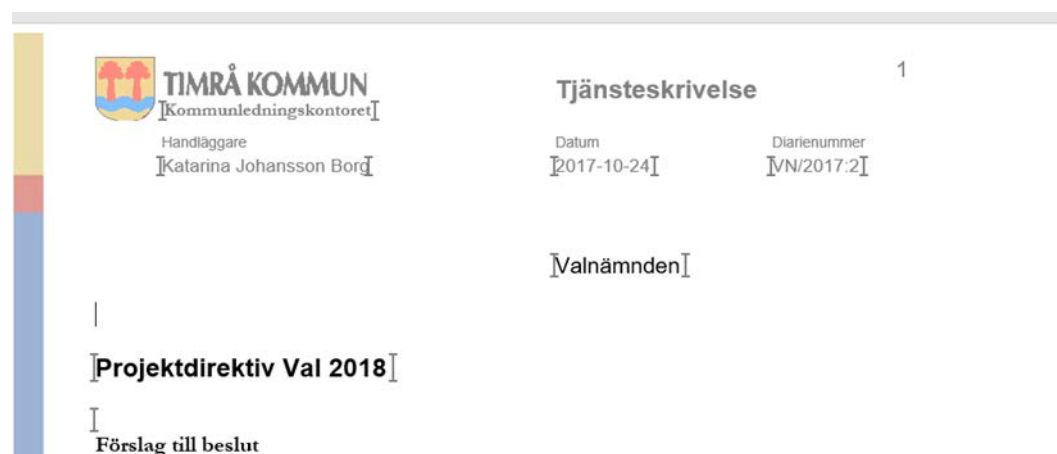 1
TIMRÅ KOMMUN
Kommunledningskontoret
Tjänsteskrivelse
Handläggare
Katarina Johansson Borg
Datum
2017-10-24
Diarienummer
VN/2017:2
Valnämnden
Projektdirektiv Val 2018
Förslag till beslut